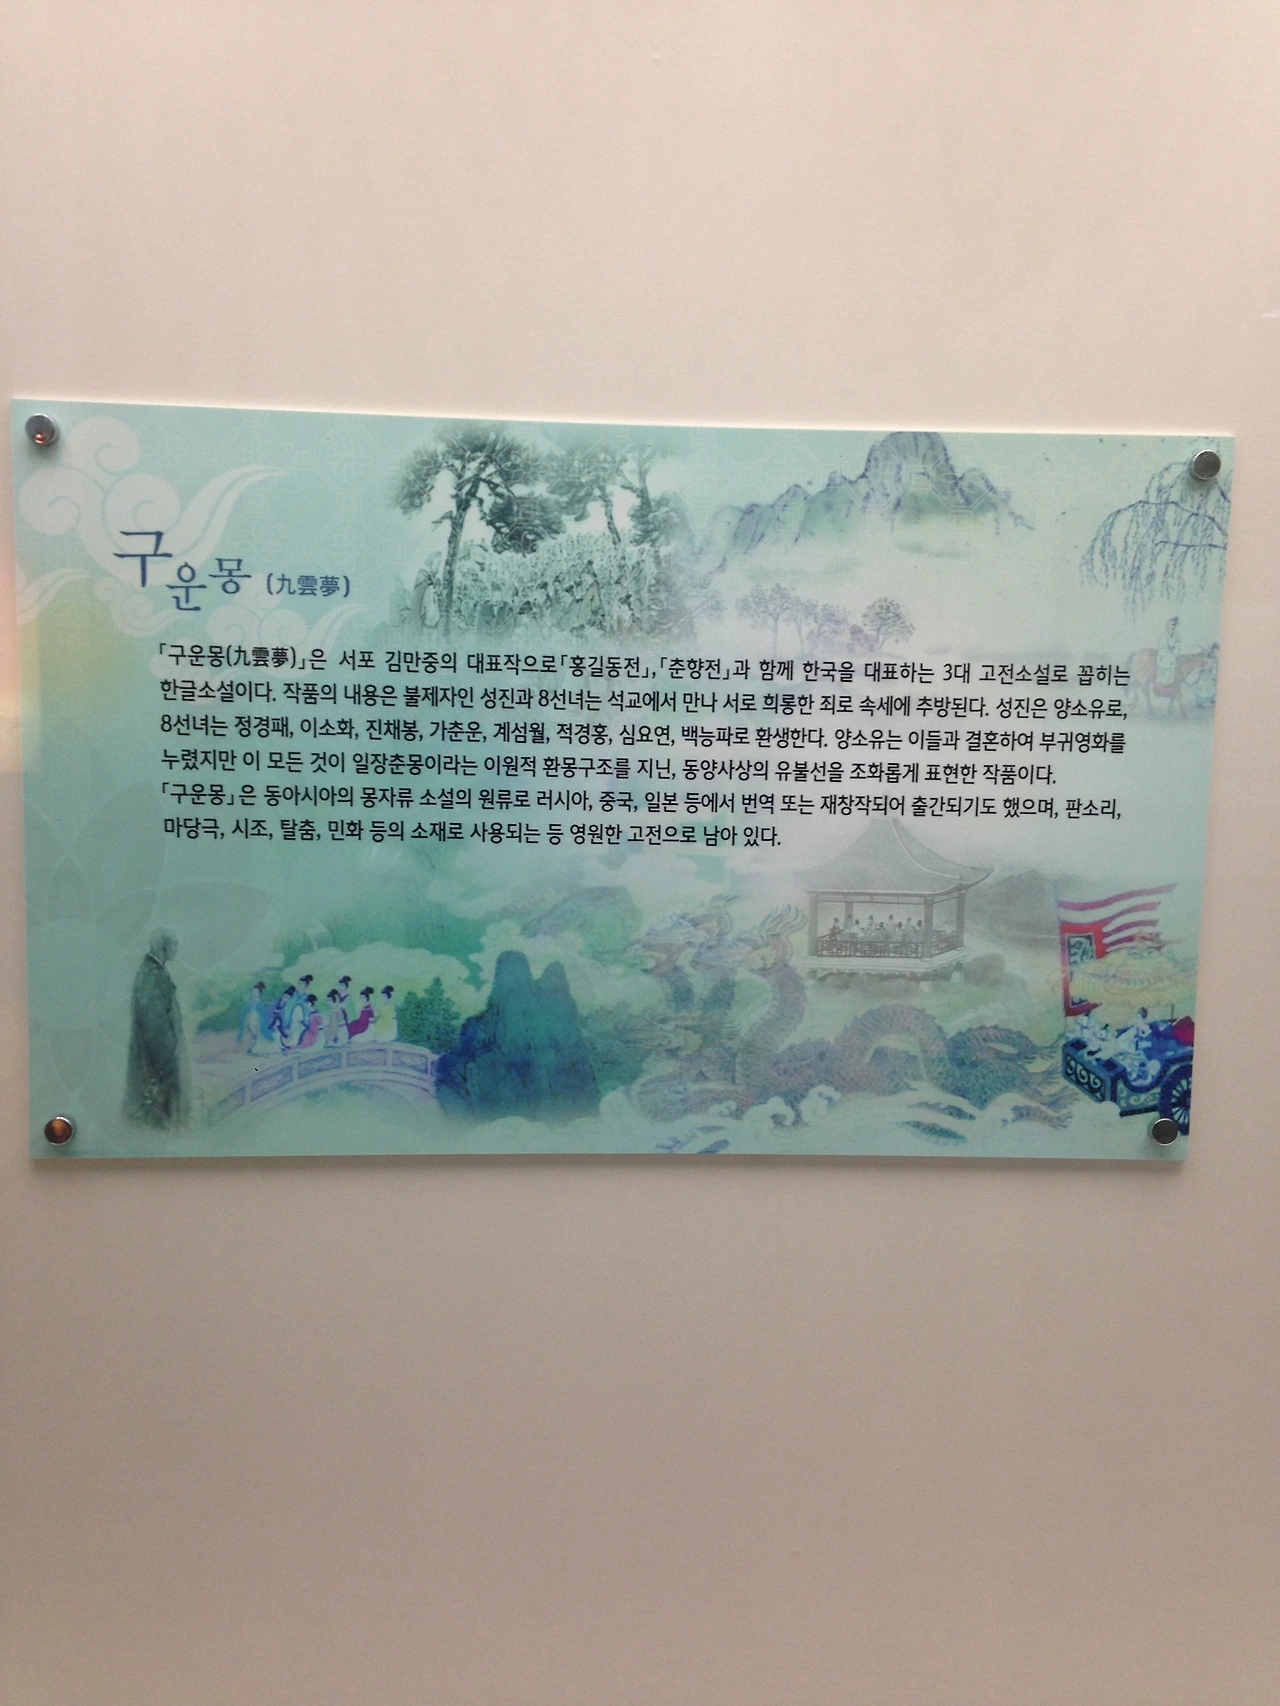 구운몽 (九雲夢)
「구운몽(九雲夢)」은 서포 김만중의 대표작으로「홍길동전」,「춘향전」과 함께 한국을 대표하는 3대 고전소설로 꼽히는
한글소설이다. 작품의 내용은 불제자인 성진과 8선녀는 석교에서 만나 서로 희롱한 죄로 속세에 추방된다. 성진은 양소유로,
8선녀는 정경패, 이소화, 진채봉, 가춘운, 계섬월, 적경홍, 심요연, 백능파로 환생한다. 양소유는 이들과 결혼하여 부귀영화를
누렸지만 이 모든 것이 일장춘몽이라는 이원적 환몽구조를 지닌, 동양사상의 유불선을 조화롭게 표현한 작품이다.
「구운몽」은 동아시아의 몽자류 소설의 원류로 러시아, 중국, 일본 등에서 번역 또는 재창작되어 출간되기도 했으며, 판소리,
마당극, 시조, 탈춤, 민화 등의 소재로 사용되는 등 영원한 고전으로 남아 있다.